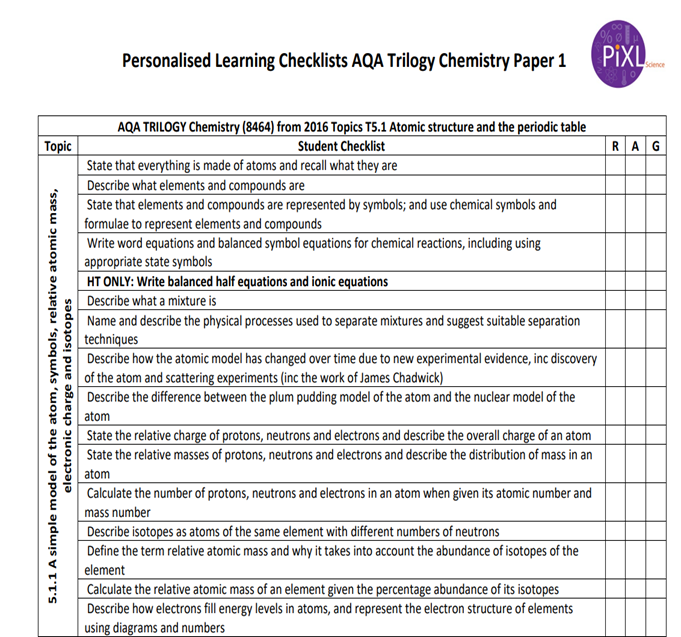 Personalised Learning Checklists AQA Trilogy Chemistry Paper 1
PiXL
Science
AQA TRILOGY Chemistry (8464) from 2016 Topics T5.1 Atomic structure and the periodic table
Topic Student Checklist R A G
5.1.1 A simple model of the atom, symbols, relative atomic mass,
electronic charge and isotopes
State that everything is made of atoms and recall what they are
Describe what elements and compounds are
State that elements and compounds are represented by symbols; and use chemical symbols and
formulae to represent elements and compounds
Write word equations and balanced symbol equations for chemical reactions, including using
appropriate state symbols
HT ONLY: Write balanced half equations and ionic equations
Describe what a mixture is
Name and describe the physical processes used to separate mixtures and suggest suitable separation
techniques
Describe how the atomic model has changed over time due to new experimental evidence, inc discovery
of the atom and scattering experiments (inc the work of James Chadwick)
Describe the difference between the plum pudding model of the atom and the nuclear model of the
atom
State the relative charge of protons, neutrons and electrons and describe the overall charge of an atom
State the relative masses of protons, neutrons and electrons and describe the distribution of mass in an
atom
Calculate the number of protons, neutrons and electrons in an atom when given its atomic number and
mass number
Describe isotopes as atoms of the same element with different numbers of neutrons
Define the term relative atomic mass and why it takes into account the abundance of isotopes of the
element
Calculate the relative atomic mass of an element given the percentage abundance of its isotopes
Describe how electrons fill energy levels in atoms, and represent the electron structure of elements
using diagrams and numbers